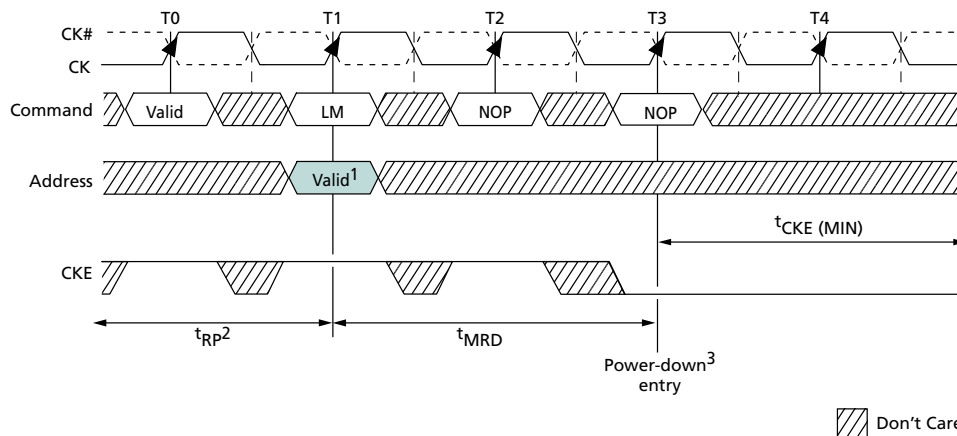 T0 T1 T2 T3 T4
CK#
CK
Command Valid LM NOP NOP
Address Valid1
tCKE (MIN)
CKE
tRP2 tMRD
Power-down3
entry
Don't Care